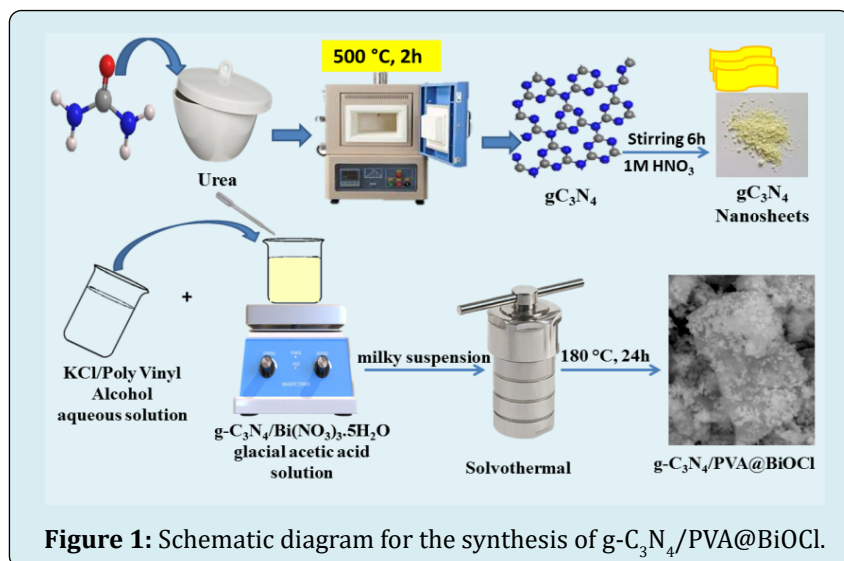 500 °C, 2h
Urea
gC₃N₄
Stirring 6h
1M HNO₃
gC₃N₄
Nanosheets
KCl/Poly Vinyl
Alcohol
aqueous solution
+
g-C₃N₄/Bi(NO₃)₃.5H₂O
glacial acetic acid
solution
milky suspension
Solvothermal
180 °C, 24h
g-C₃N₄/PVA@BiOCl
Figure 1: Schematic diagram for the synthesis of g-C₃N₄/PVA@BiOCl.